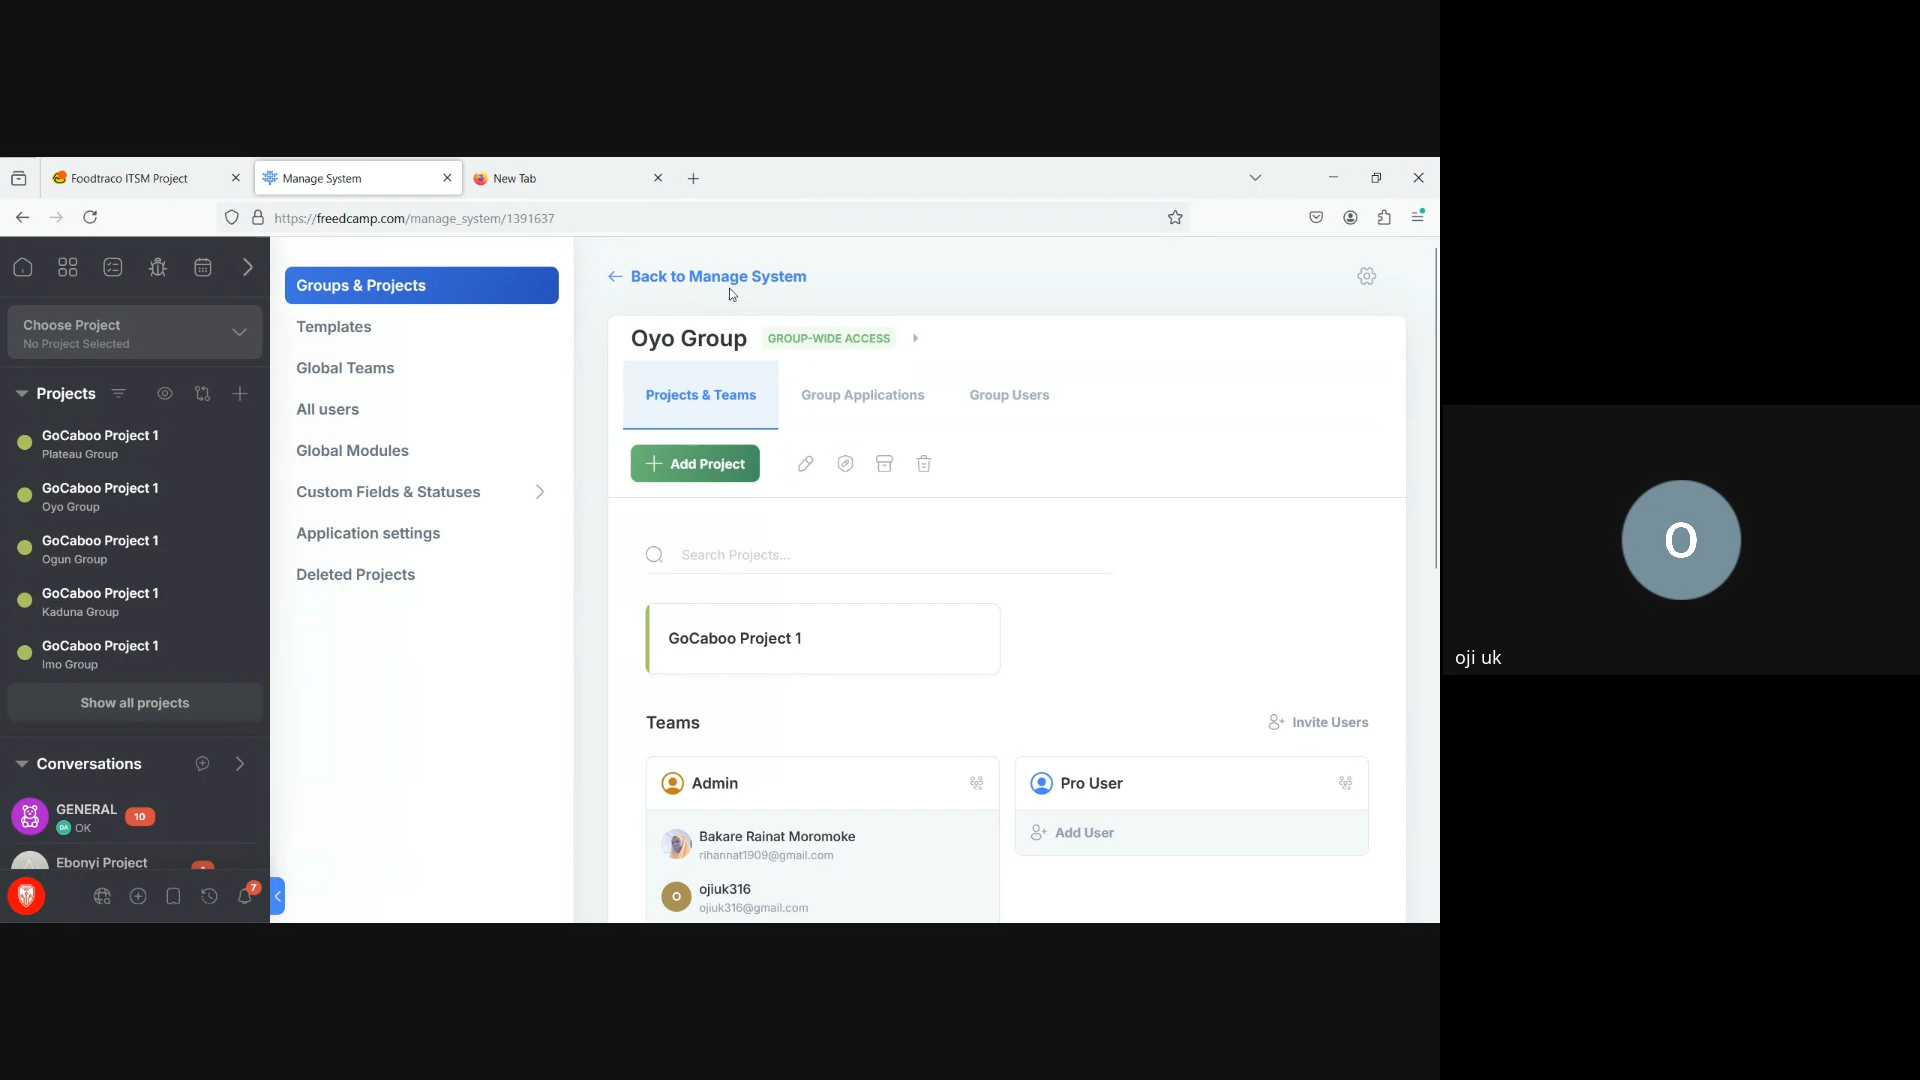 Foodtraco ITSM Project
Manage System
New Tab
https://freedcamp.com/manage_system/1391637
Choose Project
No Project Selected
Projects
GoCaboo Project 1
Plateau Group
GoCaboo Project 1
Oyo Group
GoCaboo Project 1
Ogun Group
GoCaboo Project 1
Kaduna Group
GoCaboo Project 1
Imo Group
Show all projects
Conversations
GENERAL 10
DA OK
Ebonyi Project
7
Groups & Projects
Templates
Global Teams
All users
Global Modules
Custom Fields & Statuses
Application settings
Deleted Projects
Back to Manage System
Oyo Group GROUP-WIDE ACCESS
Projects & Teams Group Applications Group Users
Add Project
Search Projects...
GoCaboo Project 1
Teams Invite Users
Admin
Bakare Rainat Moromoke
rihannat1909@gmail.com
O ojiuk316
ojiuk316@gmail.com
Pro User
Add User
O
oji uk